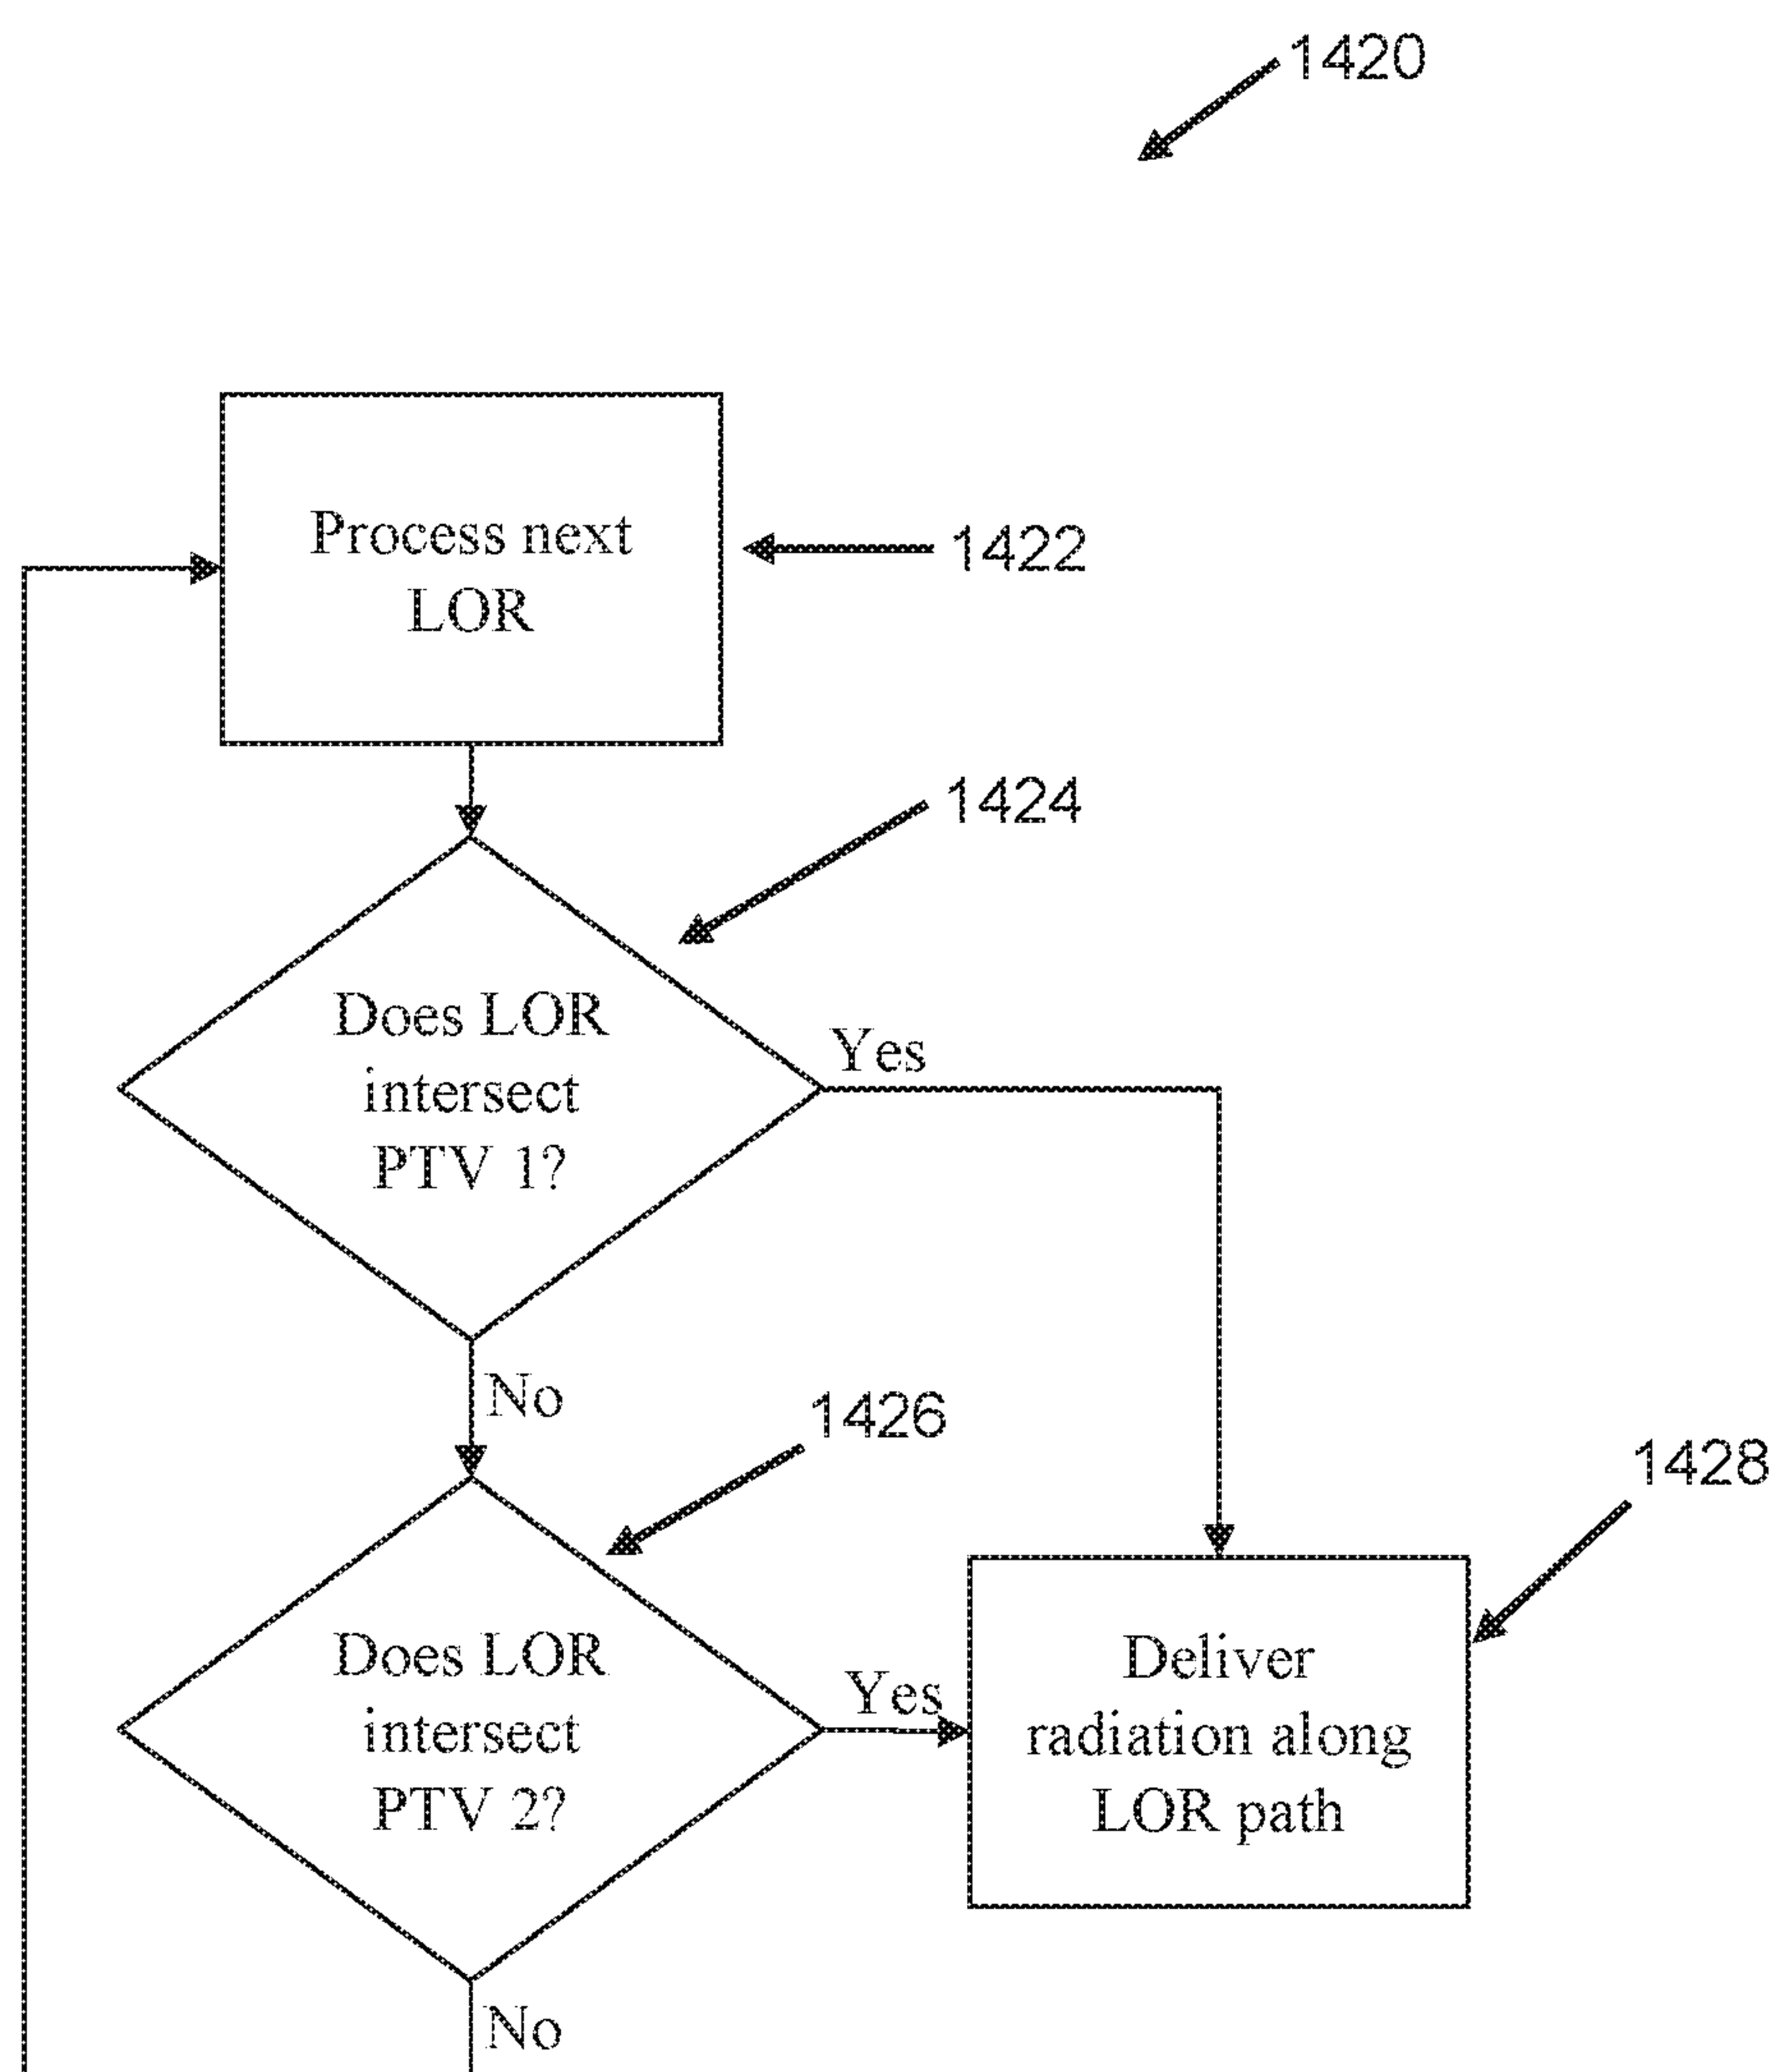 1420
Process next
LOR
1422
1424
Does LOR
intersect
PTV 1?
Yes
No
1426
1428
Does LOR
intersect
PTV 2?
Yes
Deliver
radiation along
LOR path
No